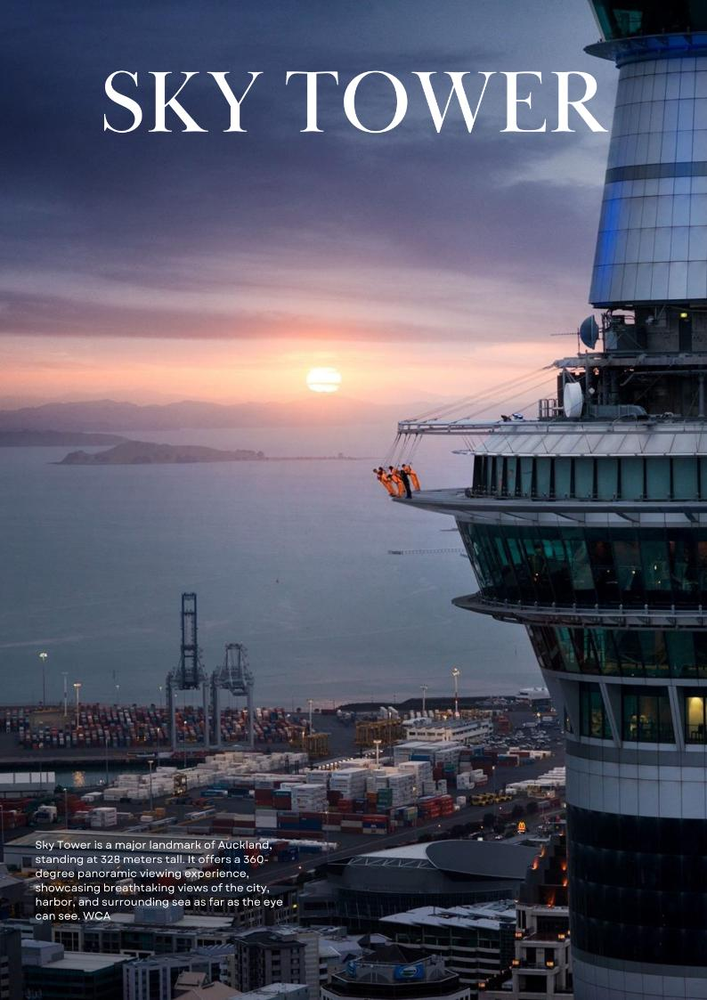 SKY TOWER
Sky Tower is a major landmark of Auckland,
standing at 328 meters tall. It offers a 360-
degree panoramic viewing experience,
showcasing breathtaking views of the city,
harbor, and surrounding sea as far as the eye
can see. WCA